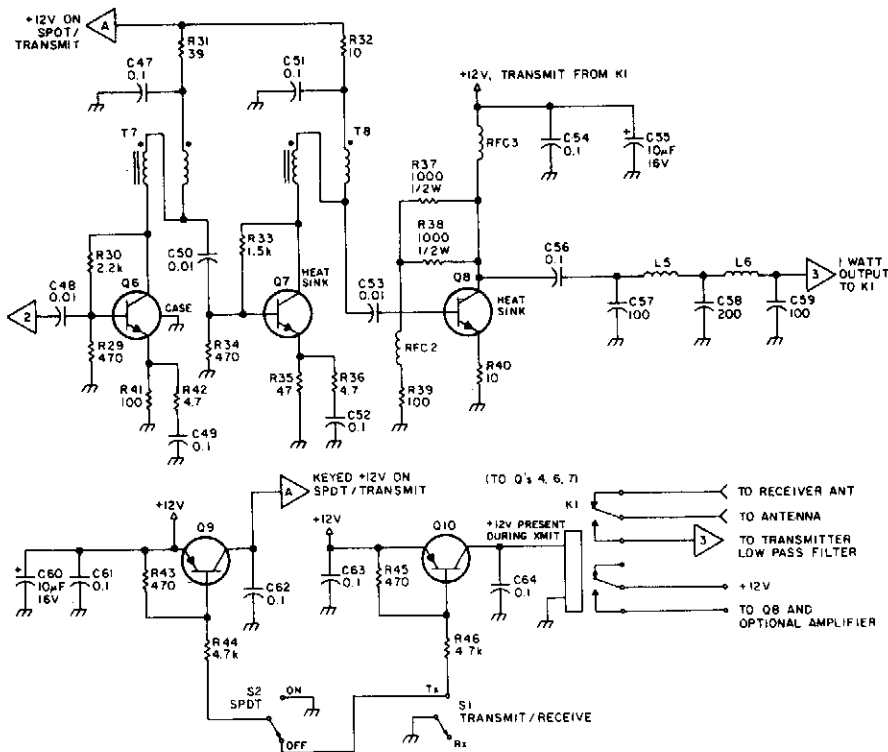 +12V ON
SPOT/
TRANSMIT
A
R31
39
R32
10
C47
0.1
C51
0.1
+12V, TRANSMIT FROM K1
T7
T8
RFC3
C54
0.1
C55
10µF
16V
R37
1000
1/2W
R38
1000
1/2W
R30
2.2k
C50
0.01
R33
1.5k
C56
0.1
L5
L6
3
1 WATT
OUTPUT
TO K1
C48
0.01
2
Q6
CASE
Q7
HEAT
SINK
C53
0.01
Q8
HEAT
SINK
C57
100
C58
200
C59
100
R29
470
R34
470
RFC2
R41
100
R42
4.7
R35
47
R36
4.7
R39
100
R40
10
C49
0.1
C52
0.1
A
KEYED +12V ON
SPDT/TRANSMIT
(TO Q's 4, 6, 7)
K1
TO RECEIVER ANT
TO ANTENNA
3
TO TRANSMITTER
LOW PASS FILTER
+12V
TO Q8 AND
OPTIONAL AMPLIFIER
+12V
Q9
+12V
Q10
+12V PRESENT
DURING XMIT
C60
10µF
16V
C61
0.1
R43
470
C62
0.1
C63
0.1
R45
470
C64
0.1
R44
4.7k
R46
4.7k
S2
SPDT
ON
OFF
Tx
S1
TRANSMIT/RECEIVE
Rx